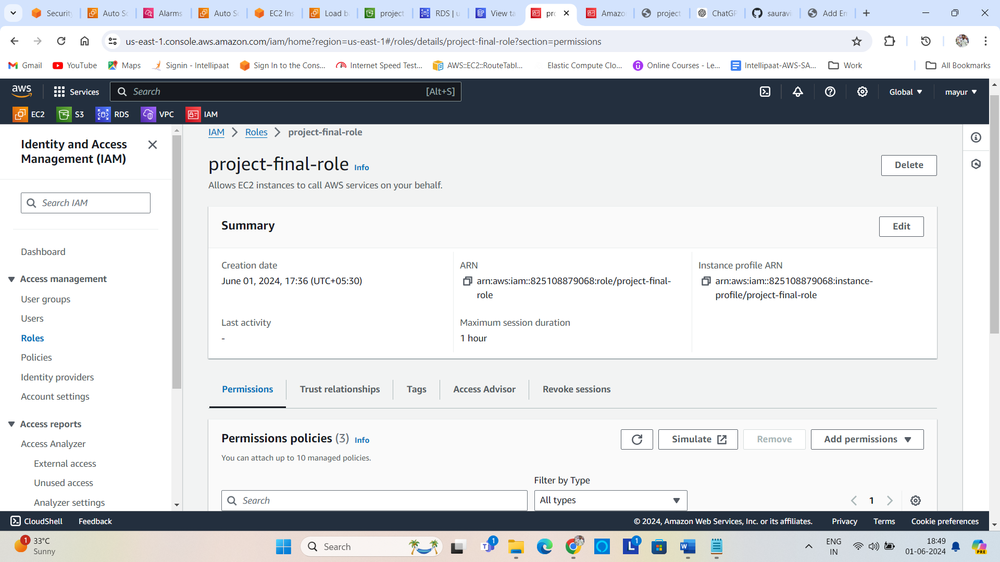 Security
Auto Sc
Alarms
Auto Sc
EC2 Ins
Load ba
project
RDS | u
View ta
pro
Amazo
project
ChatGP
sauravi
Add En
us-east-1.console.aws.amazon.com/iam/home?region=us-east-1#/roles/details/project-final-role?section=permissions
Gmail
YouTube
Maps
Signin - Intellipaat
Sign In to the Cons...
Internet Speed Test...
AWS::EC2::RouteTabl...
Elastic Compute Clo...
Online Courses - Le...
Intellipaat-AWS-SA...
Work
All Bookmarks
aws
Services
Search
[Alt+S]
Global
mayur
EC2
S3
RDS
VPC
IAM
Identity and Access
Management (IAM)
Search IAM
Dashboard
Access management
User groups
Users
Roles
Policies
Identity providers
Account settings
Access reports
Access Analyzer
External access
Unused access
Analyzer settings
IAM
Roles
project-final-role
project-final-role Info
Delete
Allows EC2 instances to call AWS services on your behalf.
Summary
Edit
Creation date
June 01, 2024, 17:36 (UTC+05:30)
ARN
arn:aws:iam::825108879068:role/project-final-
role
Instance profile ARN
arn:aws:iam::825108879068:instance-
profile/project-final-role
Last activity
-
Maximum session duration
1 hour
Permissions
Trust relationships
Tags
Access Advisor
Revoke sessions
Permissions policies (3) Info
Simulate
Remove
Add permissions
You can attach up to 10 managed policies.
Filter by Type
Search
All types
1
CloudShell
Feedback
© 2024, Amazon Web Services, Inc. or its affiliates.
Privacy
Terms
Cookie preferences
1
33°C
Sunny
Search
1
1
ENG
IN
18:49
01-06-2024
PRE